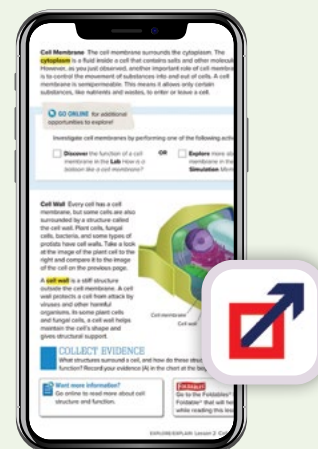 Cell Membrane The cell membrane surrounds the cytoplasm. The
cytoplasm is a fluid inside a cell that contains salts and other
However, as you just observed, another important role of cell
is to control the movement of substances into and out of cells. A cell
membrane is semipermeable. This means it allows only certain
substances, like nutrients and wastes, to enter or leave a cell.
GO ONLINE for additional
opportunities to explore!
Investigate cell membranes by performing one of the following
Discover the function of a cell
membrane in the Lab How is a
balloon like a cell membrane?
OR
Explore more
membrane in the
Simulation
Cell Wall Every cell has a cell
membrane, but some cells are also
surrounded by a structure called
the cell wall. Plant cells, fungal
cells, bacteria, and some types of
protists have cell walls. Take a look
at the image of the plant cell to the
right and compare it to the image
of the cell on the previous page.
A cell wall is a stiff structure
outside the cell membrane. A cell
wall protects a cell from attack by
viruses and other harmful
organisms. In some plant cells
and fungal cells, a cell wall helps
maintain the cell's shape and
gives structural support.
Cell membrane
Cell wall
COLLECT EVIDENCE
What structures surround a cell, and how do these
function? Record your evidence (A) in the chart at the
Want more information?
Go online to read more about cell
structure and function.
FOLDABLES
Go to the Foldables®
Foldable® that will
while reading this
EXPLORE/EXPLAIN Lesson 2